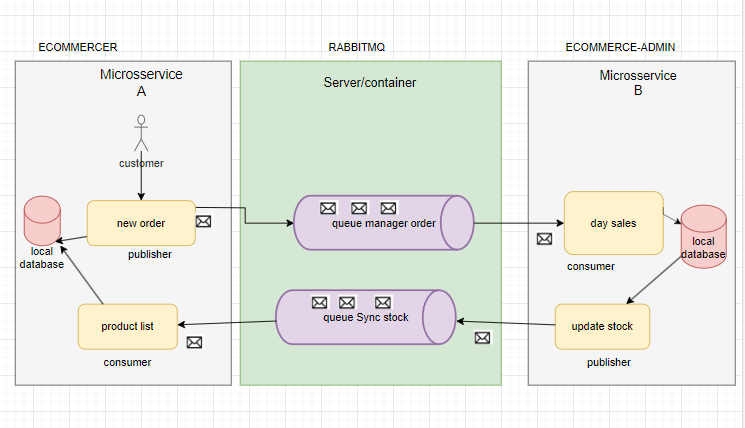 ECOMMERCER
RABBITMQ
ECOMMERCE-ADMIN
Microsservice
A
Server/container
Microsservice
B
customer
new order
publisher
local
database
queue manager order
day sales
consumer
local
database
product list
consumer
queue Sync stock
update stock
publisher